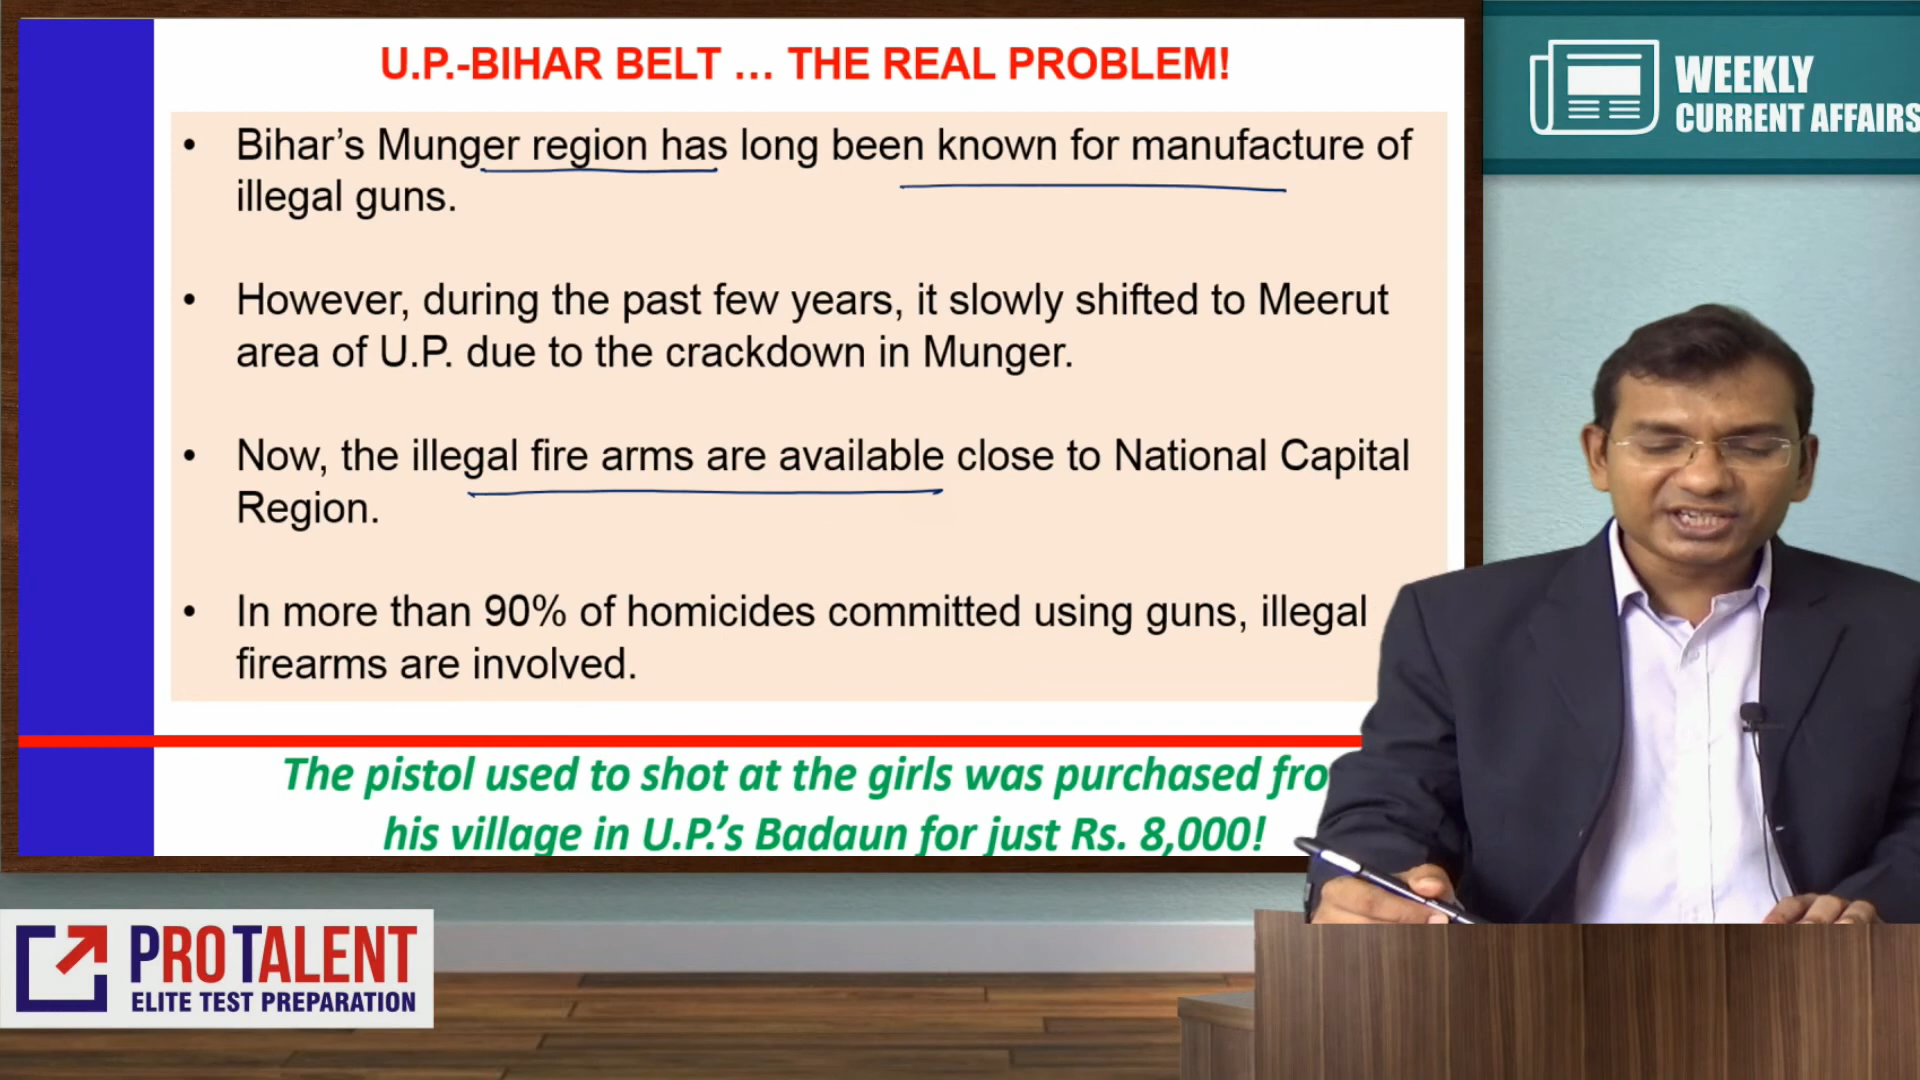 U.P.-BIHAR BELT ... THE REAL PROBLEM!
• Bihar’s Munger region has long been known for manufacture of
illegal guns.
• However, during the past few years, it slowly shifted to Meerut
area of U.P. due to the crackdown in Munger.
• Now, the illegal fire arms are available close to National Capital
Region.
• In more than 90% of homicides committed using guns, illegal
firearms are involved.
The pistol used to shot at the girls was purchased
his village in U.P.’s Badaun for just Rs. 8,000!
WEEKLY
CURRENT AFFAIRS
PROTALENT
ELITE TEST PREPARATION